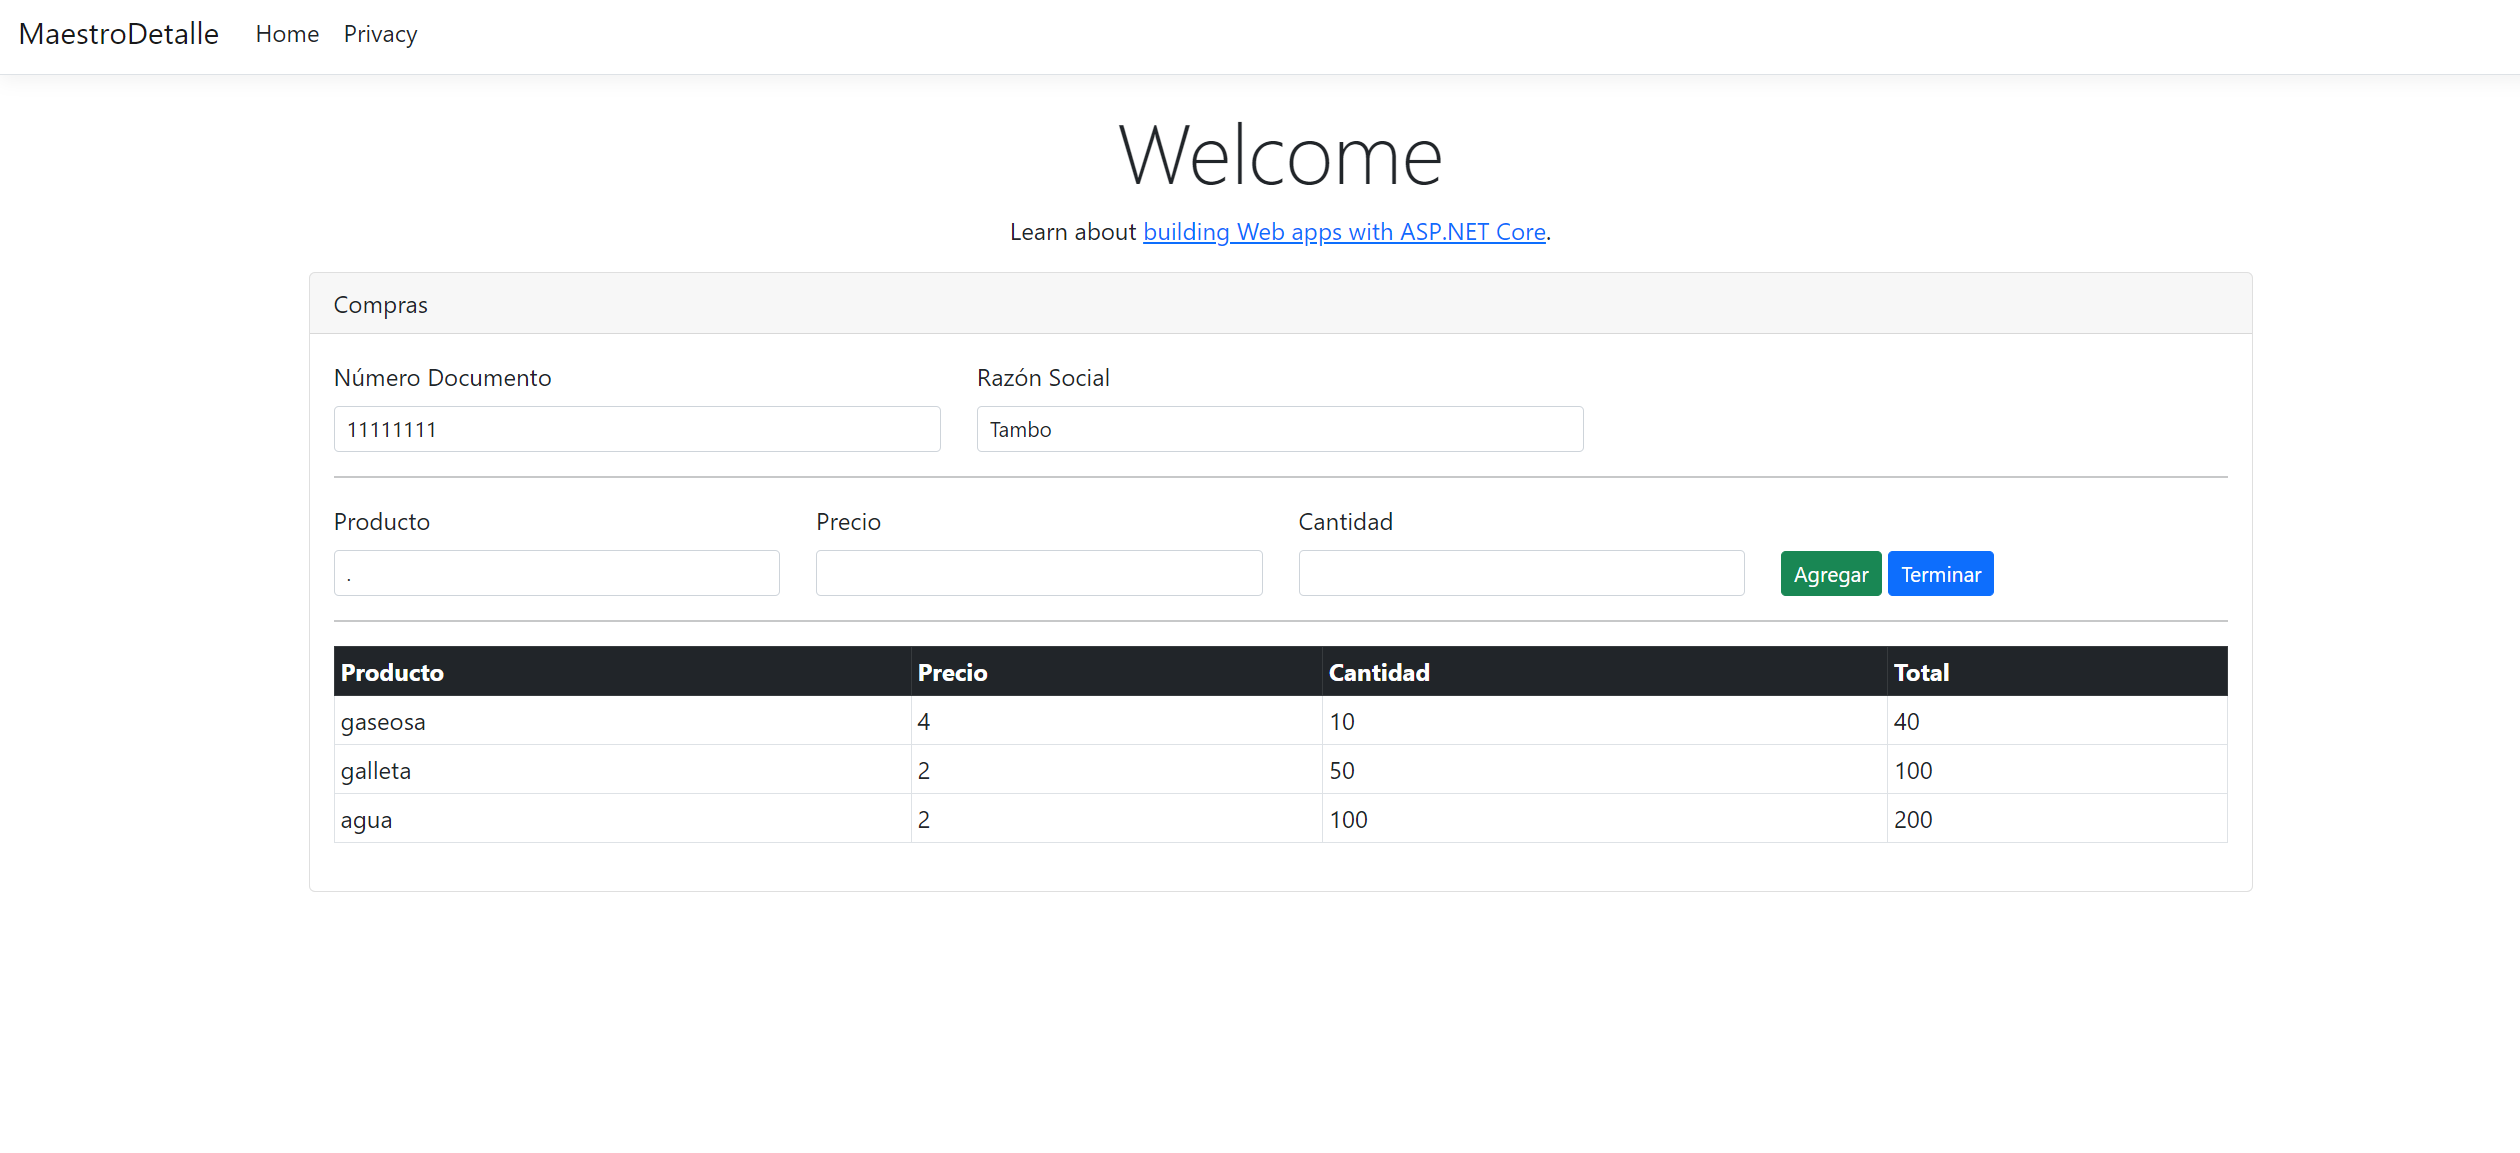 MaestroDetalle Home Privacy
Welcome
Learn about building Web apps with ASP.NET Core.
Compras
Número Documento Razón Social
11111111 Tambo
Producto Precio Cantidad
. Agregar Terminar
Producto Precio Cantidad Total
gaseosa 4 10 40
galleta 2 50 100
agua 2 100 200